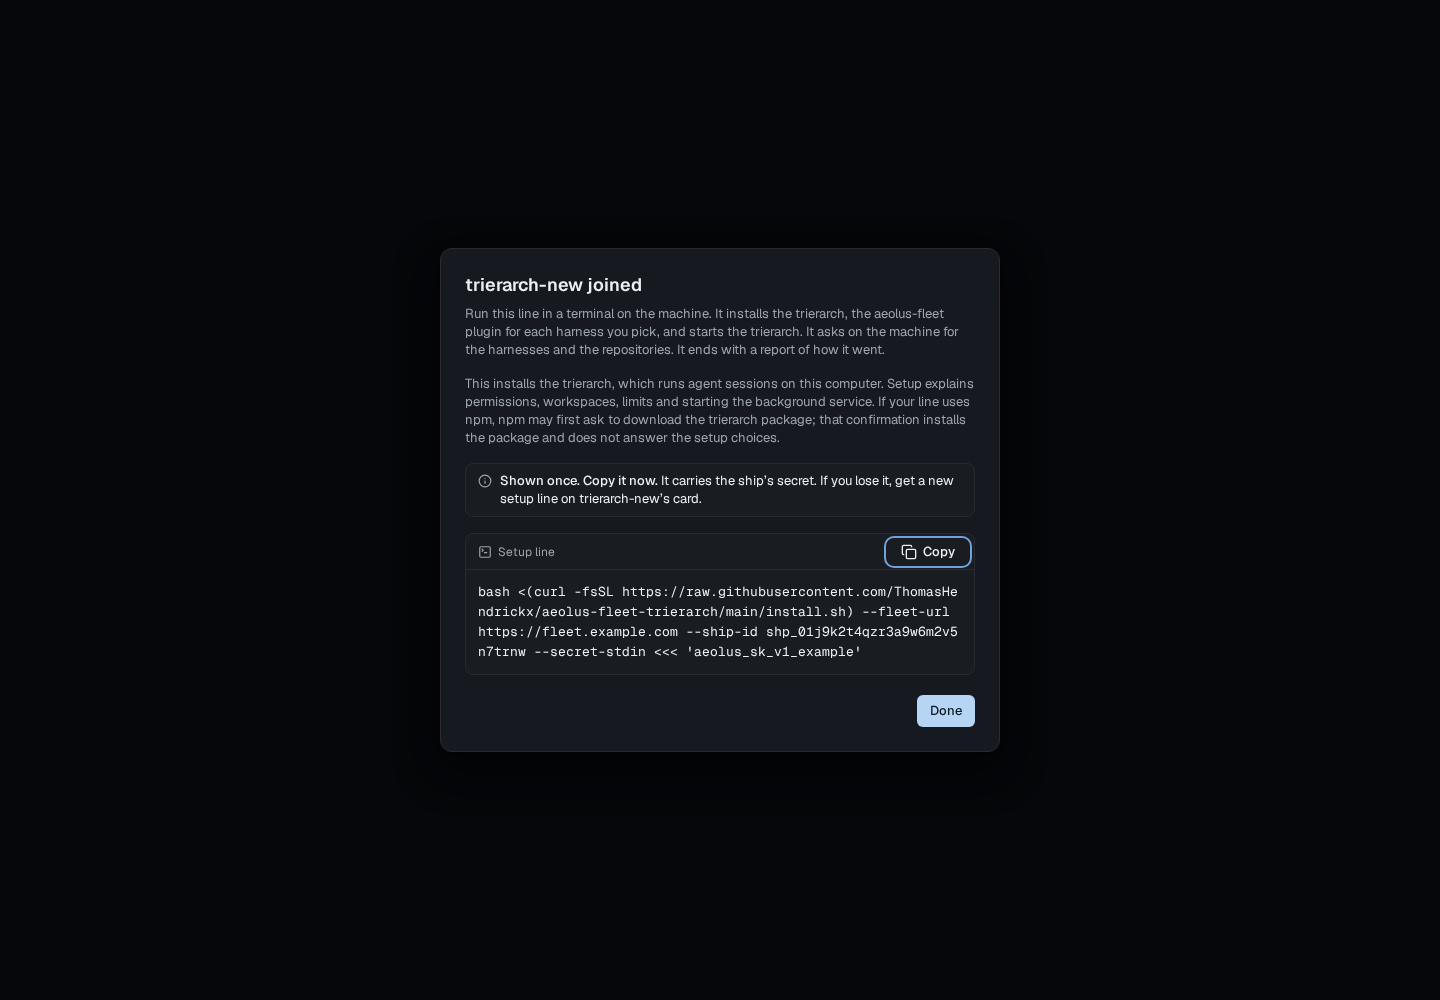 trierarch-new joined
Run this line in a terminal on the machine. It installs the trierarch, the aeolus-fleet
plugin for each harness you pick, and starts the trierarch. It asks on the machine for
the harnesses and the repositories. It ends with a report of how it went.
This installs the trierarch, which runs agent sessions on this computer. Setup explains
permissions, workspaces, limits and starting the background service. If your line uses
npm, npm may first ask to download the trierarch package; that confirmation installs
the package and does not answer the setup choices.
Shown once. Copy it now. It carries the ship's secret. If you lose it, get a new
setup line on trierarch-new's card.
Setup line
Copy
bash <(curl -fsSL https://raw.githubusercontent.com/ThomasHe
ndrickx/aeolus-fleet-trierarch/main/install.sh) --fleet-url
https://fleet.example.com --ship-id shp_01j9k2t4qzr3a9w6m2v5
n7trnw --secret-stdin <<< 'aeolus_sk_v1_example'
Done